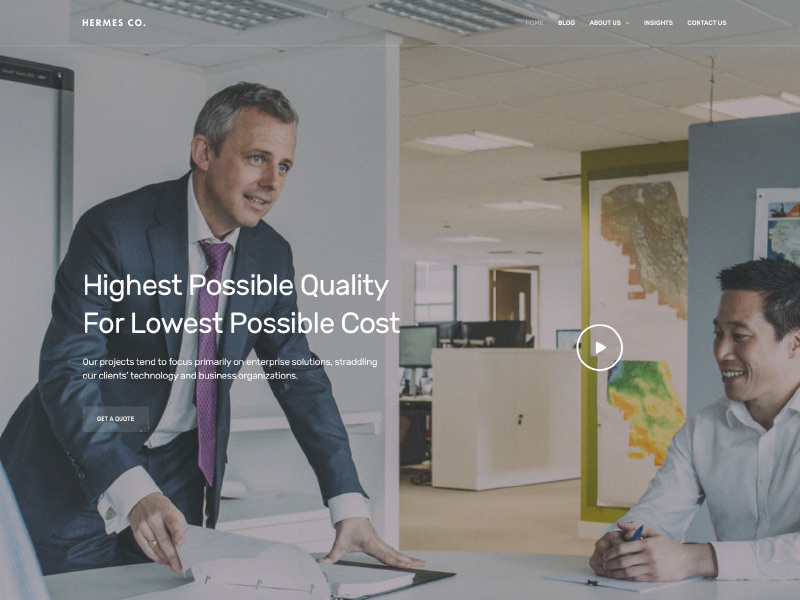 HERMES CO.
HOME BLOG ABOUT US INSIGHTS CONTACT US
Highest Possible Quality
For Lowest Possible Cost
Our projects tend to focus primarily on enterprise solutions, straddling
our clients' technology and business organizations.
GET A QUOTE